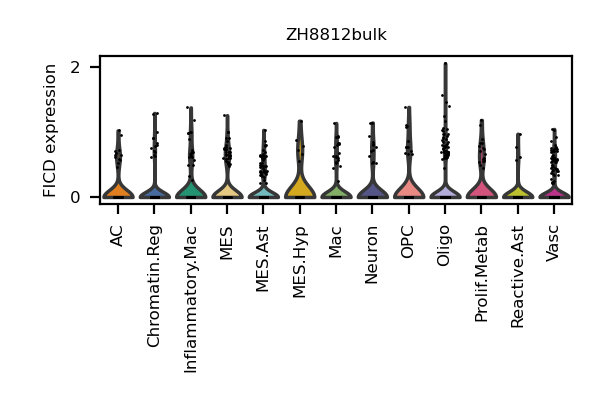 ZH8812bulk
FICD expression
2
0
AC
Chromatin.Reg
Inflammatory.Mac
MES
MES.Ast
MES.Hyp
Mac
Neuron
OPC
Oligo
Prolif.Metab
Reactive.Ast
Vasc